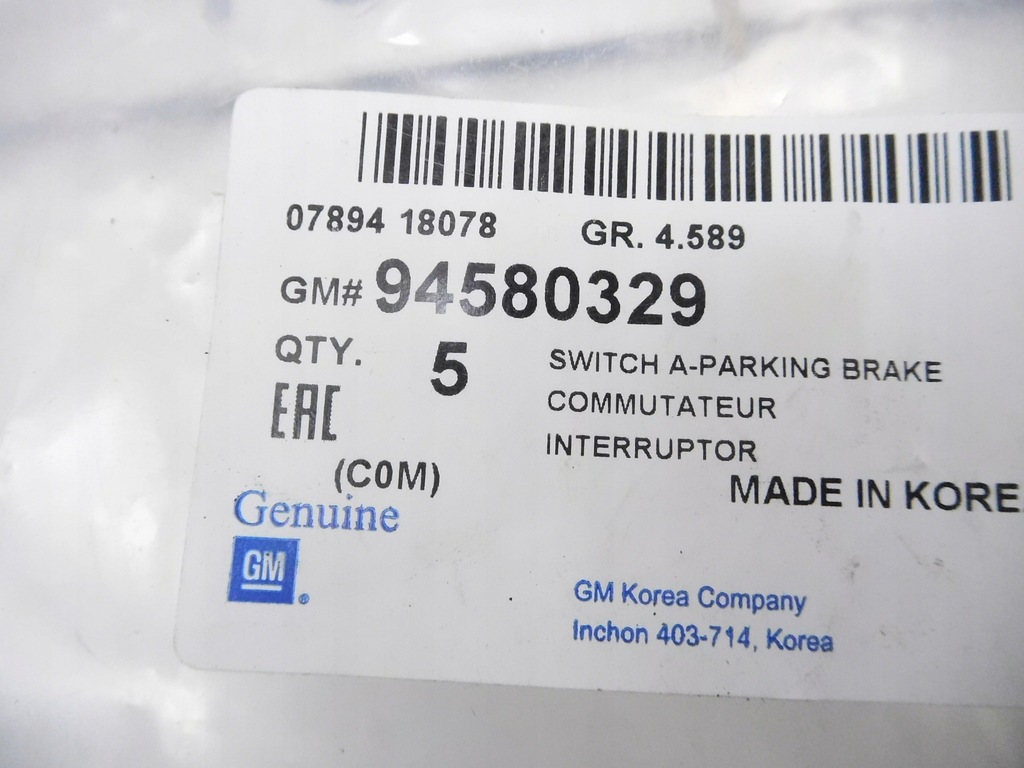 07894 18078 GR. 4.589
GM# 94580329
QTY. 5 SWITCH A-PARKING BRAKE
EAC COMMUTATEUR
INTERRUPTOR
(C0M) MADE IN KORE
Genuine
GM ®
GM Korea Company
Inchon 403-714, Korea